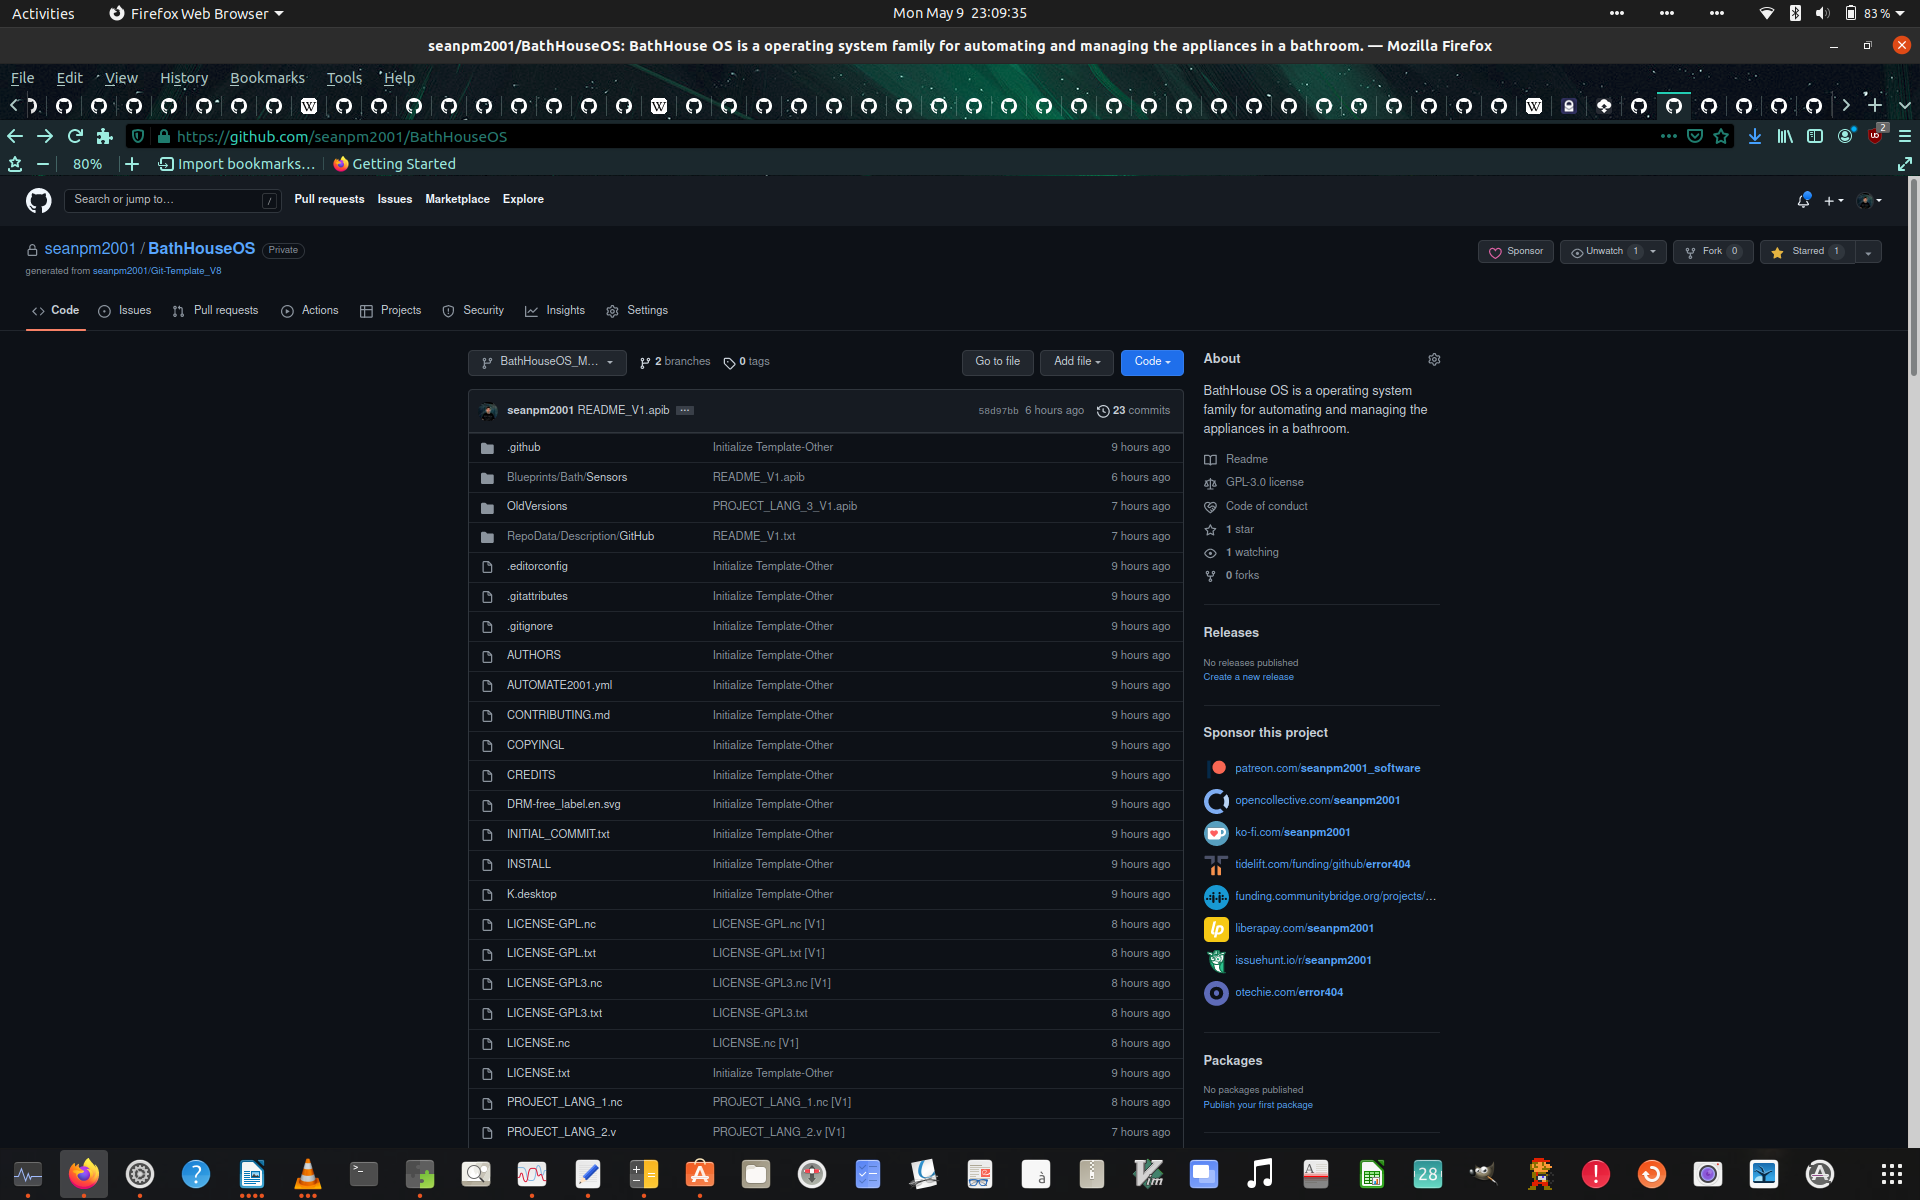 Activities Firefox Web Browser Mon May 9 23:09:35 83 %
seanpm2001/BathHouseOS: BathHouse OS is a operating system family for automating and managing the appliances in a bathroom. — Mozilla Firefox
File Edit View History Bookmarks Tools Help
https://github.com/seanpm2001/BathHouseOS 2
80% Import bookmarks... Getting Started
Search or jump to... / Pull requests Issues Marketplace Explore
seanpm2001 / BathHouseOS Private Sponsor Unwatch 1 Fork 0 Starred 1
generated from seanpm2001/Git-Template_V8
Code Issues Pull requests Actions Projects Security Insights Settings
BathHouseOS_M... 2 branches 0 tags Go to file Add file Code
seanpm2001 README_V1.apib ... 58d97bb 6 hours ago 23 commits
.github Initialize Template-Other 9 hours ago
Blueprints/Bath/Sensors README_V1.apib 6 hours ago
OldVersions PROJECT_LANG_3_V1.apib 7 hours ago
RepoData/Description/GitHub README_V1.txt 7 hours ago
.editorconfig Initialize Template-Other 9 hours ago
.gitattributes Initialize Template-Other 9 hours ago
.gitignore Initialize Template-Other 9 hours ago
AUTHORS Initialize Template-Other 9 hours ago
AUTOMATE2001.yml Initialize Template-Other 9 hours ago
CONTRIBUTING.md Initialize Template-Other 9 hours ago
COPYINGL Initialize Template-Other 9 hours ago
CREDITS Initialize Template-Other 9 hours ago
DRM-free_label.en.svg Initialize Template-Other 9 hours ago
INITIAL_COMMIT.txt Initialize Template-Other 9 hours ago
INSTALL Initialize Template-Other 9 hours ago
K.desktop Initialize Template-Other 9 hours ago
LICENSE-GPL.nc LICENSE-GPL.nc [V1] 8 hours ago
LICENSE-GPL.txt LICENSE-GPL.txt [V1] 8 hours ago
LICENSE-GPL3.nc LICENSE-GPL3.nc [V1] 8 hours ago
LICENSE-GPL3.txt LICENSE-GPL3.txt 8 hours ago
LICENSE.nc LICENSE.nc [V1] 8 hours ago
LICENSE.txt Initialize Template-Other 9 hours ago
PROJECT_LANG_1.nc PROJECT_LANG_1.nc [V1] 8 hours ago
PROJECT_LANG_2.v PROJECT_LANG_2.v [V1] 7 hours ago
About
BathHouse OS is a operating system
family for automating and managing the
appliances in a bathroom.
Readme
GPL-3.0 license
Code of conduct
1 star
1 watching
0 forks
Releases
No releases published
Create a new release
Sponsor this project
patreon.com/seanpm2001_software
opencollective.com/seanpm2001
ko-fi.com/seanpm2001
tidelift.com/funding/github/error404
funding.communitybridge.org/projects/...
liberapay.com/seanpm2001
issuehunt.io/r/seanpm2001
otechie.com/error404
Packages
No packages published
Publish your first package
28